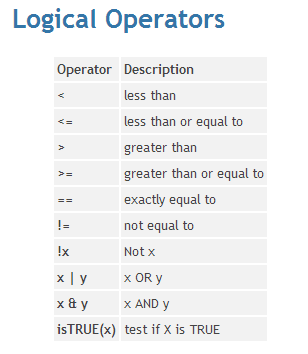 Logical Operators
Operator Description
< less than
<= less than or equal to
> greater than
>= greater than or equal to
== exactly equal to
!= not equal to
!x Not x
x | y x OR y
x & y x AND y
isTRUE(x) test if X is TRUE